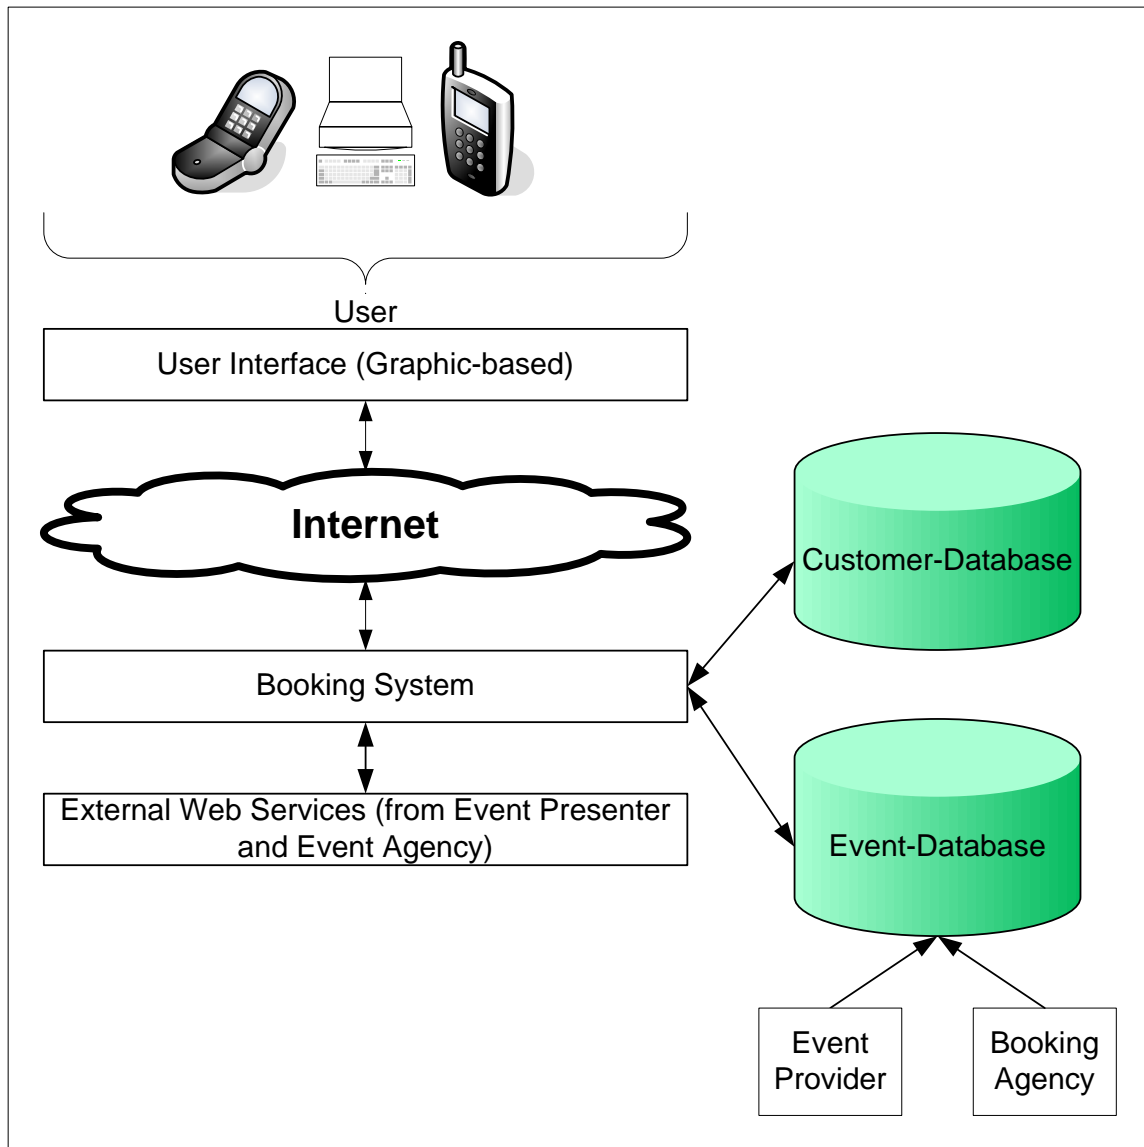 User
User Interface (Graphic-based)
Internet
Customer-Database
Booking System
External Web Services (from Event Presenter
and Event Agency)
Event-Database
Event
Provider
Booking
Agency